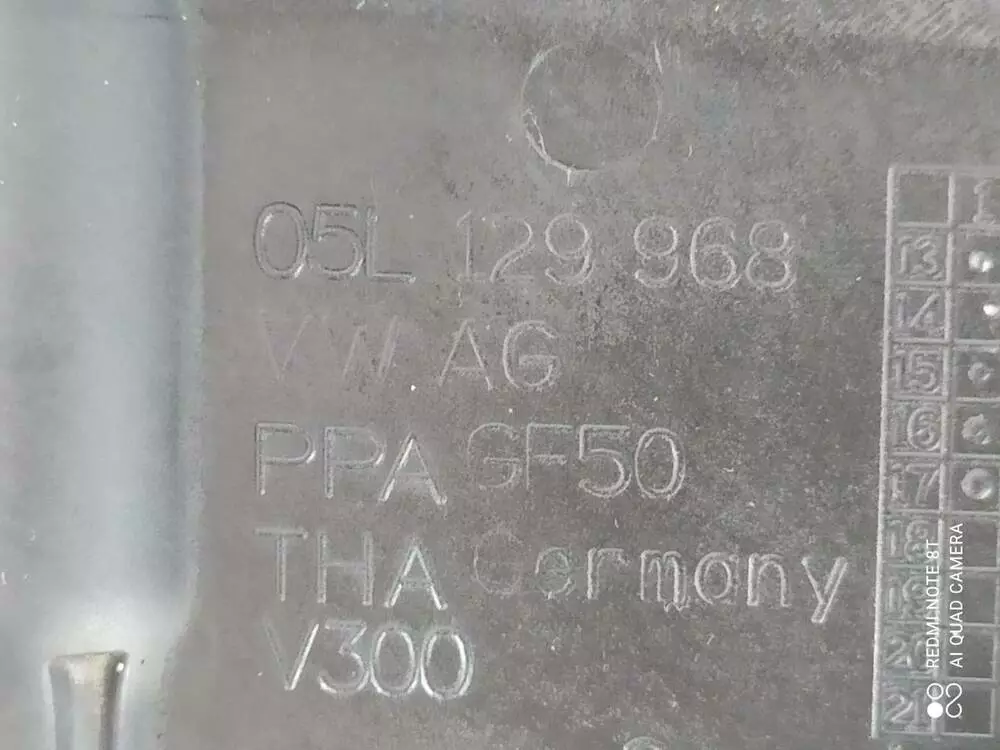 05L 129 968
VW AG
PPA GF50
THA Germany
V300
1
13
14
15
16
17
18
19
20
21
REDMI NOTE 8T
AI QUAD CAMERA